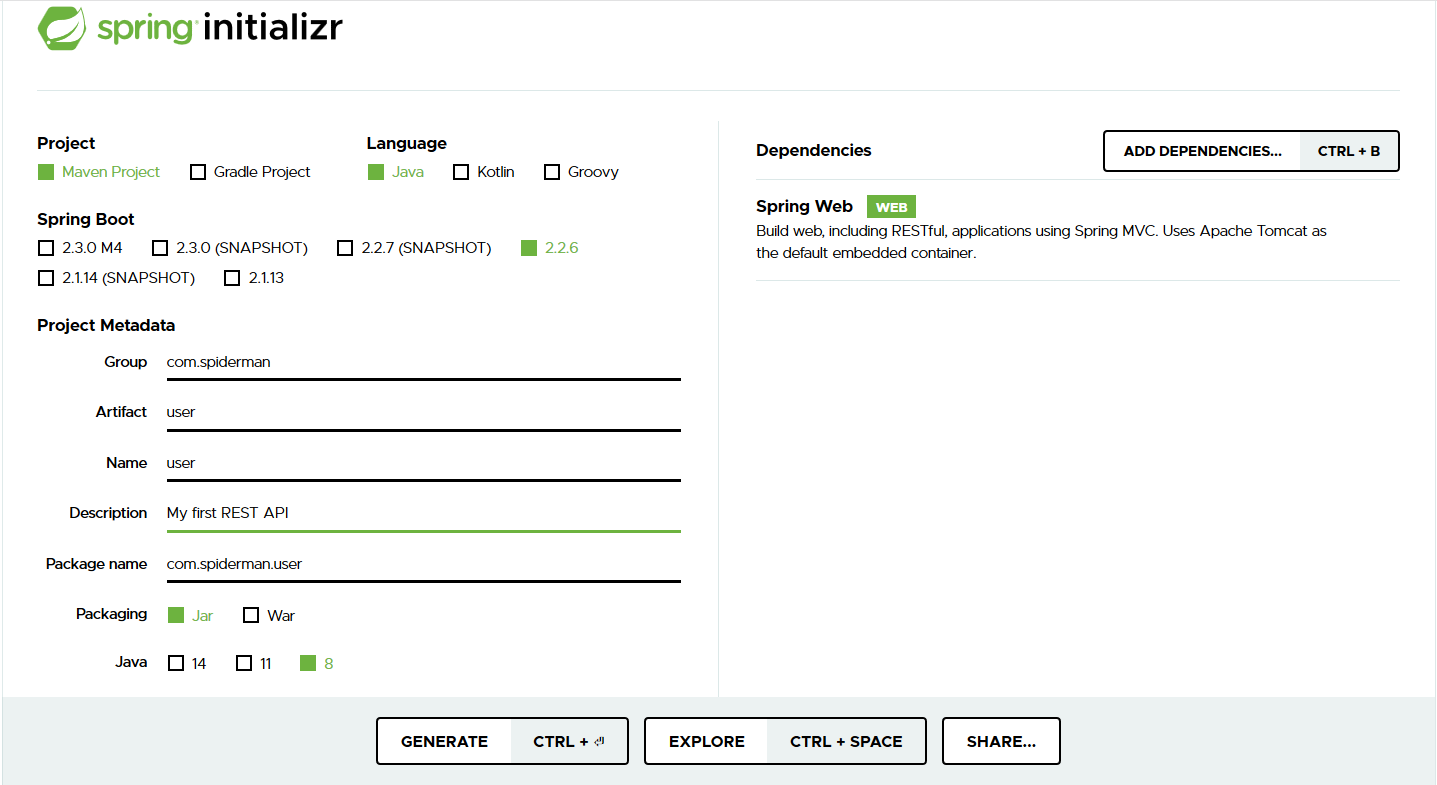 spring initializr
Project
Maven Project Gradle Project
Language
Java Kotlin Groovy
Spring Boot
2.3.0 M4 2.3.0 (SNAPSHOT) 2.2.7 (SNAPSHOT) 2.2.6
2.1.14 (SNAPSHOT) 2.1.13
Project Metadata
Group com.spiderman
Artifact user
Name user
Description My first REST API
Package name com.spiderman.user
Packaging Jar War
Java 14 11 8
Dependencies ADD DEPENDENCIES... CTRL + B
Spring Web WEB
Build web, including RESTful, applications using Spring MVC. Uses Apache Tomcat as
the default embedded container.
GENERATE CTRL + ⏎ EXPLORE CTRL + SPACE SHARE...